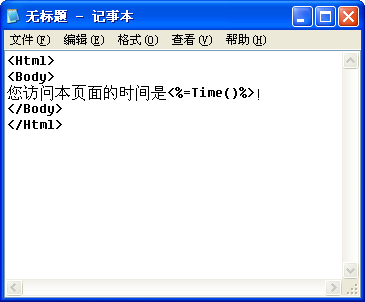 无标题 - 记事本
文件(F) 编辑(E) 格式(O) 查看(V) 帮助(H)
<Html>
<Body>
您访问本页面的时间是<%=Time()%>!
</Body>
</Html>